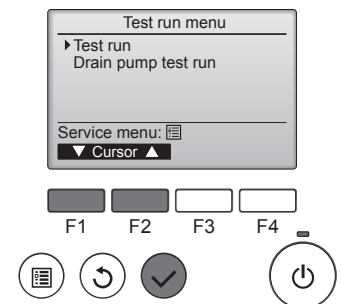 Test run menu
Test run
Drain pump test run
Service menu:
▼ Cursor ▲
F1 F2 F3 F4